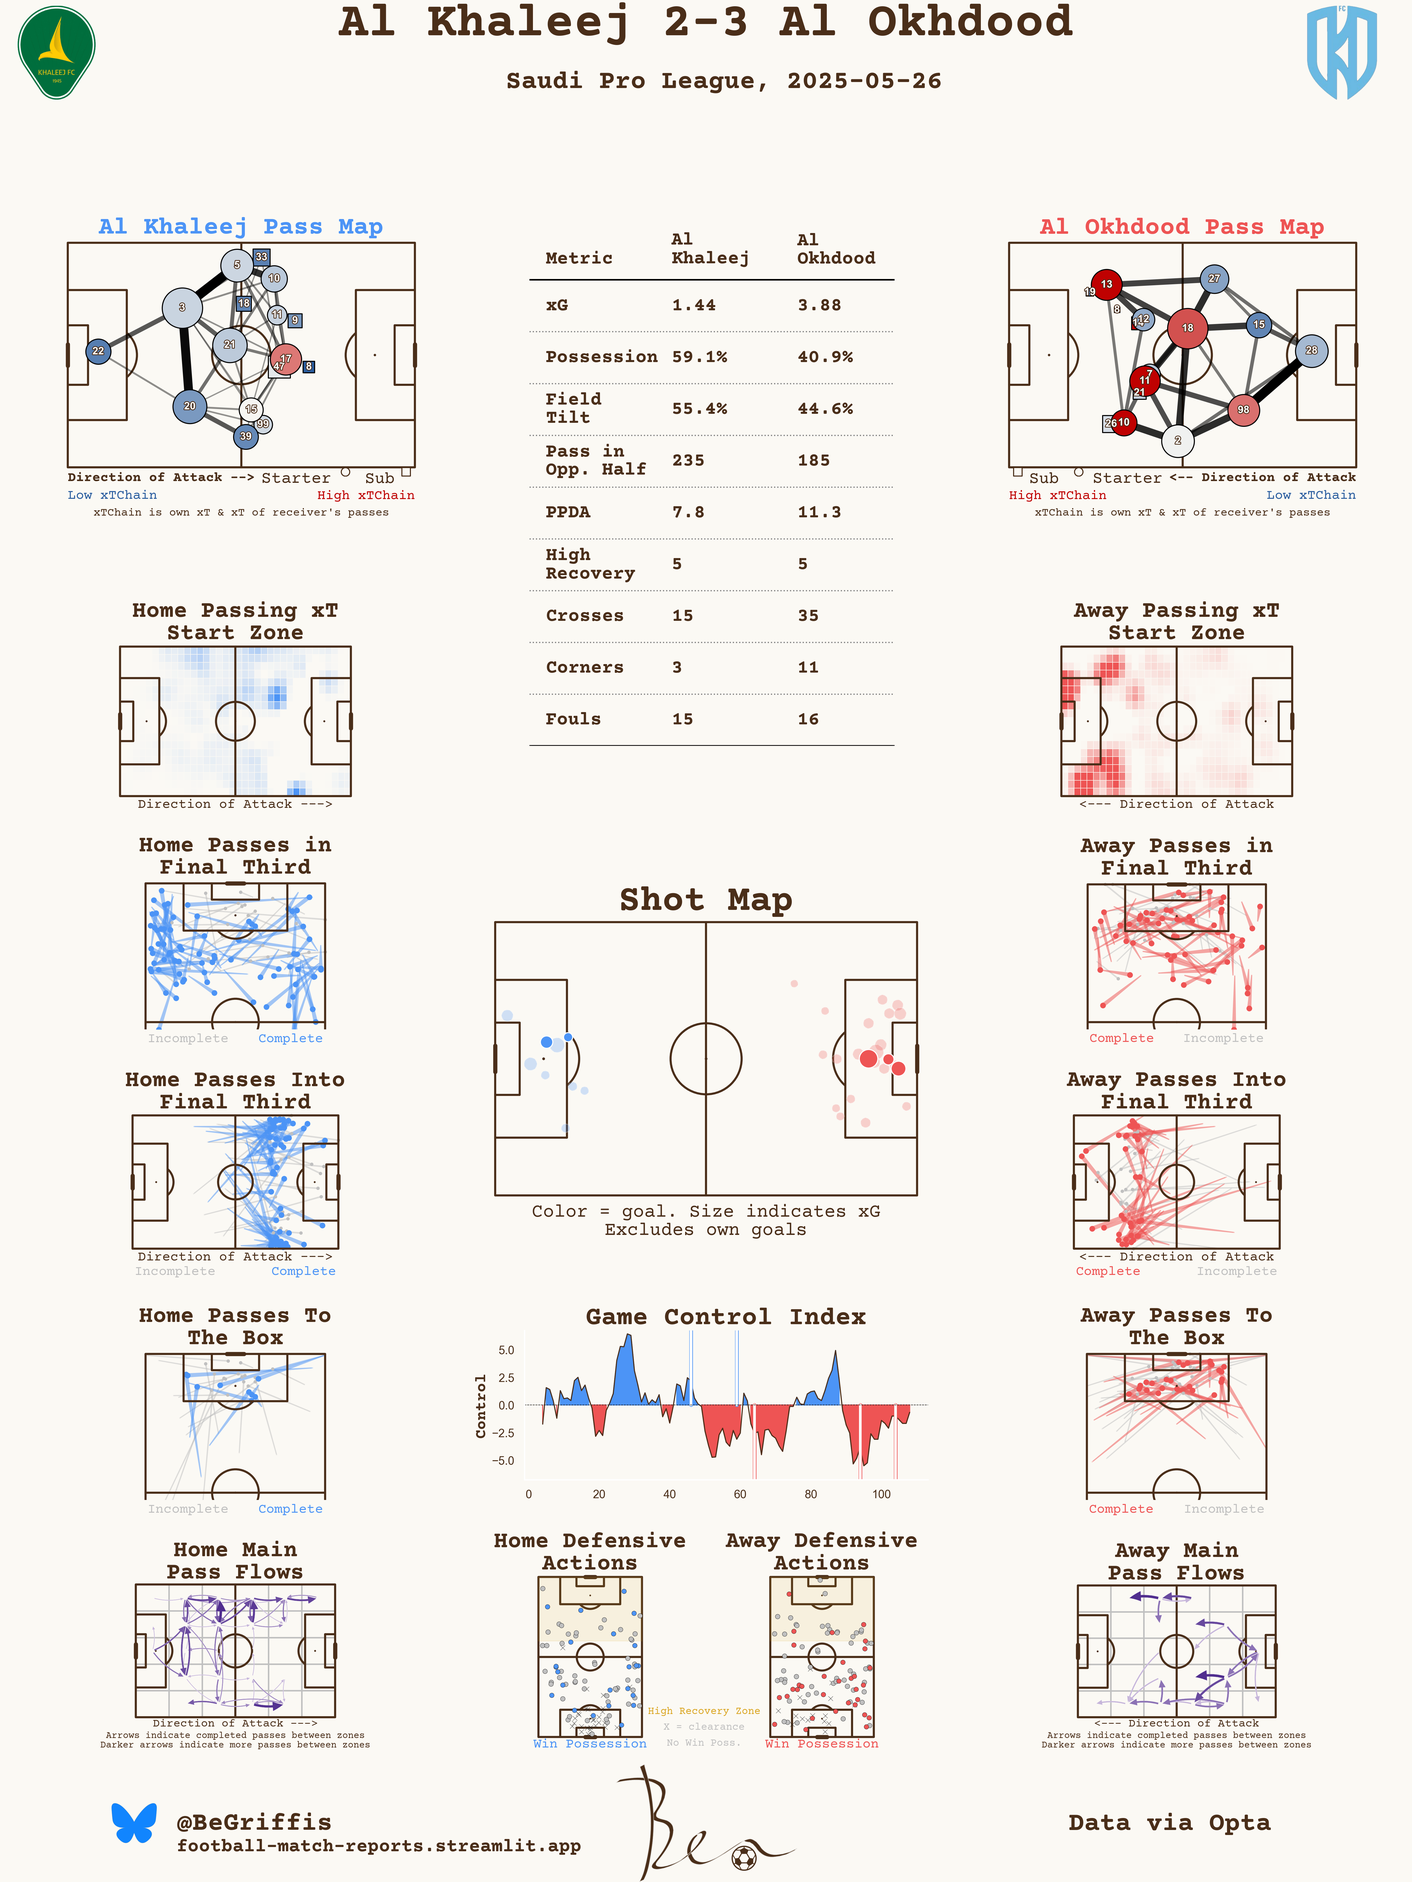 Al Khaleej 2-3 Al Okhdood
Saudi Pro League, 2025-05-26
KHALEEJ FC
1945
FC
Al Khaleej Pass Map
33
5
10
18
3
11
9
21
22
17
47
8
20
15
99
39
Direction of Attack --> Starter Sub
Low xTChain High xTChain
xTChain is own xT & xT of receiver's passes
Metric Al Khaleej Al Okhdood
xG 1.44 3.88
Possession 59.1% 40.9%
Field Tilt 55.4% 44.6%
Pass in Opp. Half 235 185
PPDA 7.8 11.3
High Recovery 5 5
Crosses 15 35
Corners 3 11
Fouls 15 16
Al Okhdood Pass Map
27
13
19
8
12
14
18
15
28
7
11
21
98
26
10
2
Sub Starter <-- Direction of Attack
High xTChain Low xTChain
xTChain is own xT & xT of receiver's passes
Home Passing xT
Start Zone
Direction of Attack --->
Away Passing xT
Start Zone
<--- Direction of Attack
Home Passes in
Final Third
Incomplete Complete
Away Passes in
Final Third
Complete Incomplete
Shot Map
Color = goal. Size indicates xG
Excludes own goals
Home Passes Into
Final Third
Direction of Attack --->
Incomplete Complete
Away Passes Into
Final Third
<--- Direction of Attack
Complete Incomplete
Home Passes To
The Box
Incomplete Complete
Game Control Index
Control
5.0
2.5
0.0
−2.5
−5.0
0 20 40 60 80 100
Away Passes To
The Box
Complete Incomplete
Home Main
Pass Flows
Direction of Attack --->
Arrows indicate completed passes between zones
Darker arrows indicate more passes between zones
Home Defensive
Actions
Win Possession
Away Defensive
Actions
Win Possession
High Recovery Zone
X = clearance
No Win Poss.
Away Main
Pass Flows
<--- Direction of Attack
Arrows indicate completed passes between zones
Darker arrows indicate more passes between zones
@BeGriffis
football-match-reports.streamlit.app
Ben
Data via Opta